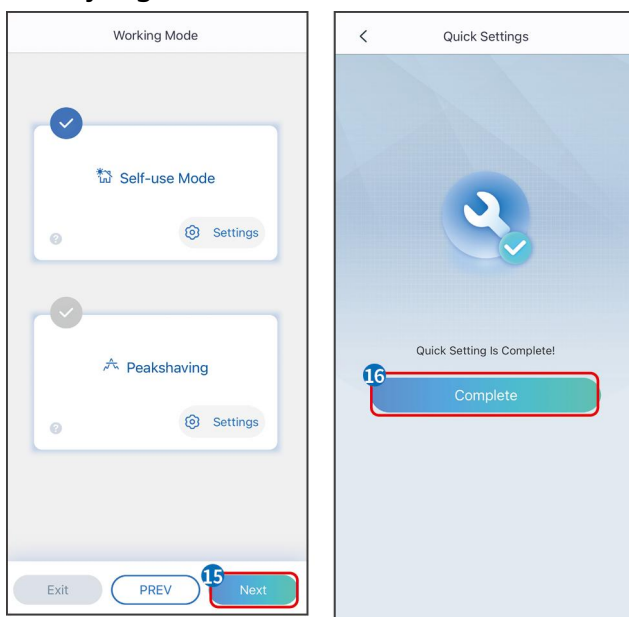 Working Mode
Self-use Mode
?
Settings
Peakshaving
?
Settings
Exit
PREV
15
Next
Quick Settings
Quick Setting Is Complete!
16
Complete